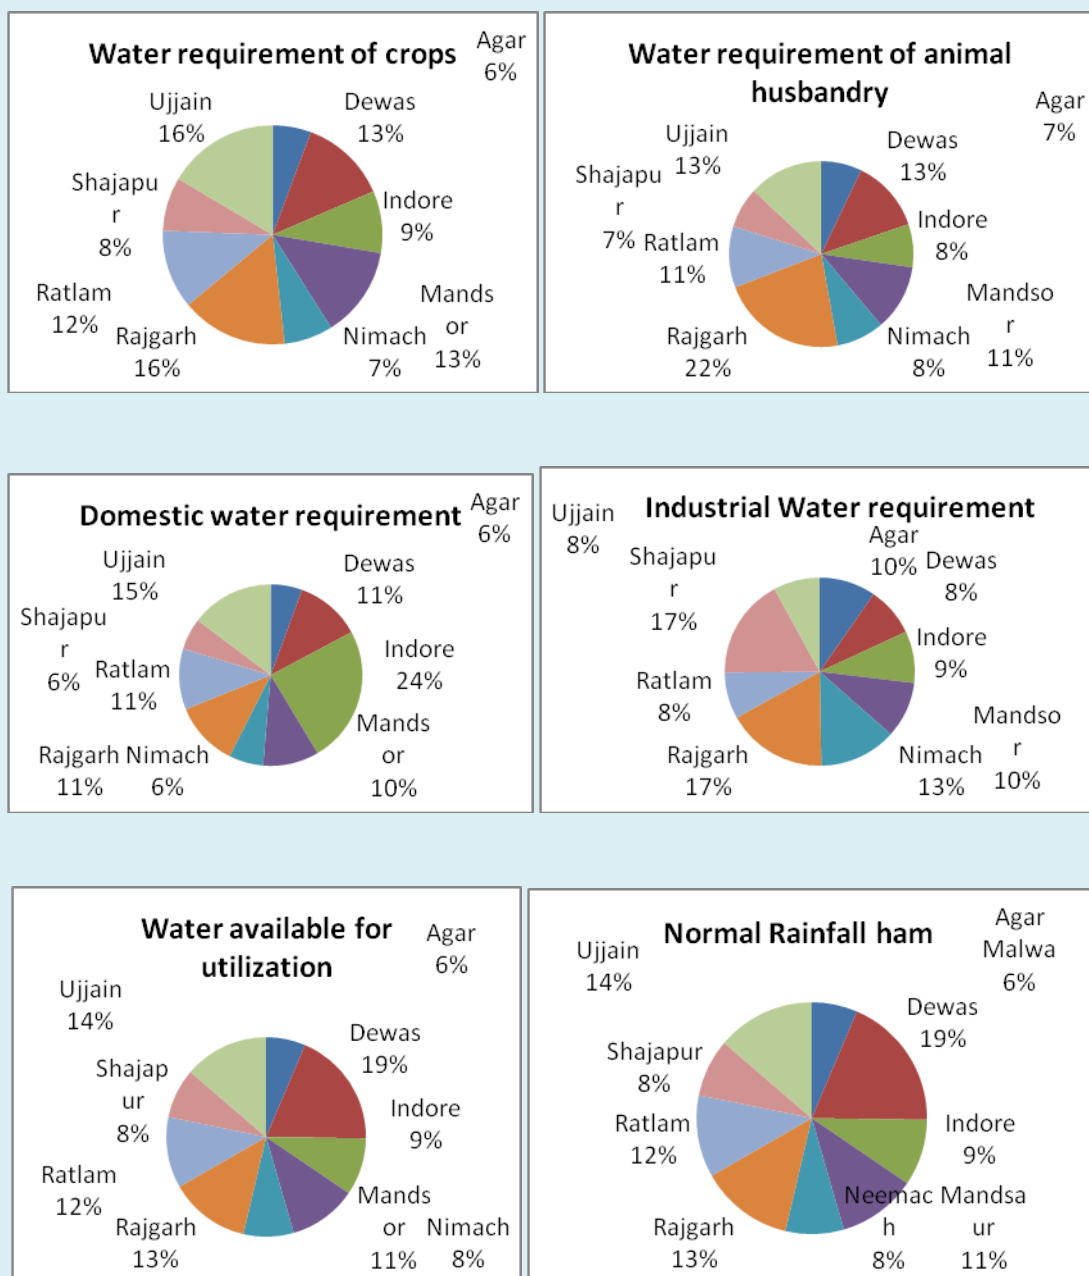 Water requirement of crops
Agar
6%
Dewas
13%
Indore
9%
Mands
or
13%
Nimach
7%
Rajgarh
16%
Ratlam
12%
Shajapu
r
8%
Ujjain
16%
Water requirement of animal
husbandry
Agar
7%
Dewas
13%
Indore
8%
Mandso
r
11%
Nimach
8%
Rajgarh
22%
Ratlam
11%
Shajapu
r
7%
Ujjain
13%
Domestic water requirement
Agar
6%
Dewas
11%
Indore
24%
Mands
or
10%
Nimach
6%
Rajgarh
11%
Ratlam
11%
Shajapu
r
6%
Ujjain
15%
Industrial Water requirement
Agar
10%
Dewas
8%
Indore
9%
Mandso
r
10%
Nimach
13%
Rajgarh
17%
Ratlam
8%
Shajapu
r
17%
Ujjain
8%
Water available for
utilization
Agar
6%
Dewas
19%
Indore
9%
Mands
or
11%
Nimach
8%
Rajgarh
13%
Ratlam
12%
Shajap
ur
8%
Ujjain
14%
Normal Rainfall ham
Agar
Malwa
6%
Dewas
19%
Indore
9%
Mandsa
ur
11%
Neemac
h
8%
Rajgarh
13%
Ratlam
12%
Shajapur
8%
Ujjain
14%